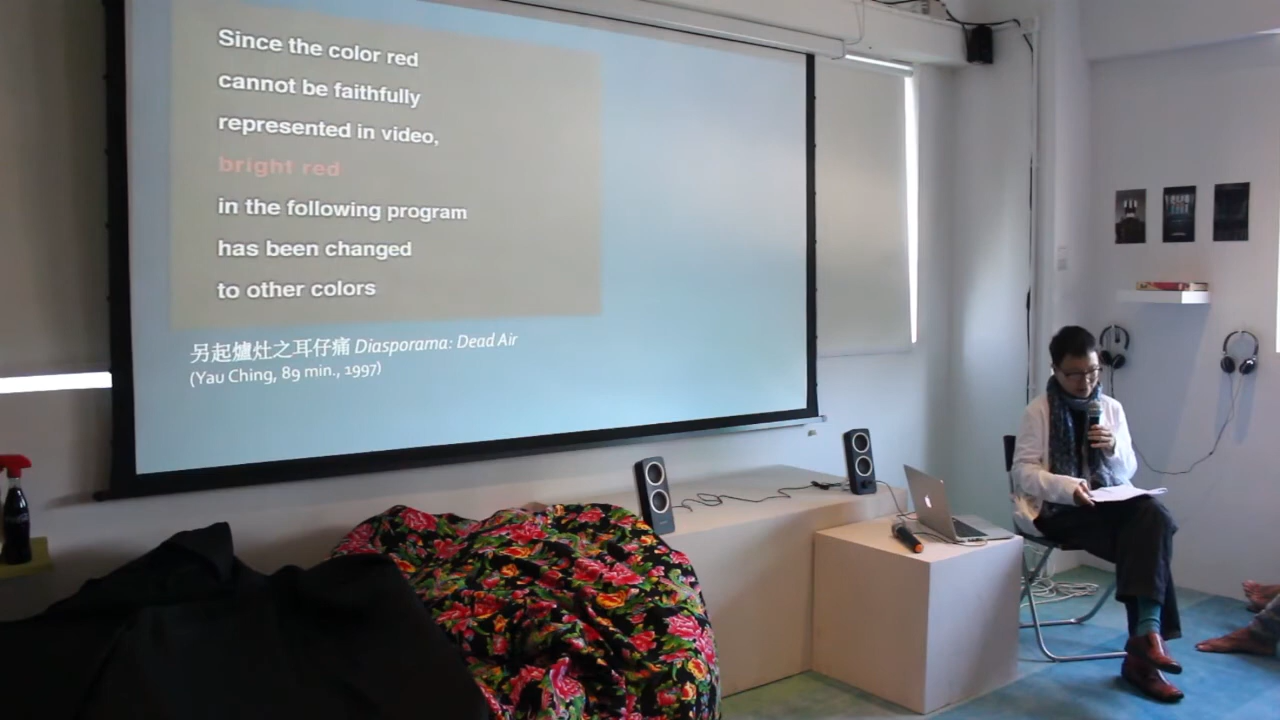 Since the color red
cannot be faithfully
represented in video,
bright red
in the following program
has been changed
to other colors
另起爐灶之耳仔痛 Diasporama: Dead Air
(Yau Ching, 89 min., 1997)